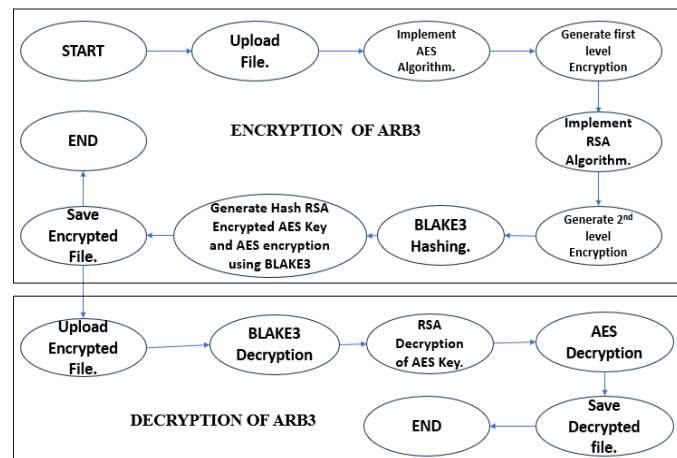 START
Upload
File.
Implement
AES
Algorithm.
Generate first
level
Encryption
ENCRYPTION OF ARB3
Implement
RSA
Algorithm.
END
Save
Encrypted
File.
Generate Hash RSA
Encrypted AES Key
and AES encryption
using BLAKE3
BLAKE3
Hashing.
Generate 2nd
level
Encryption
Upload
Encrypted
File.
BLAKE3
Decryption
RSA
Decryption
of AES Key.
AES
Decryption
DECRYPTION OF ARB3
END
Save
Decrypted
file.